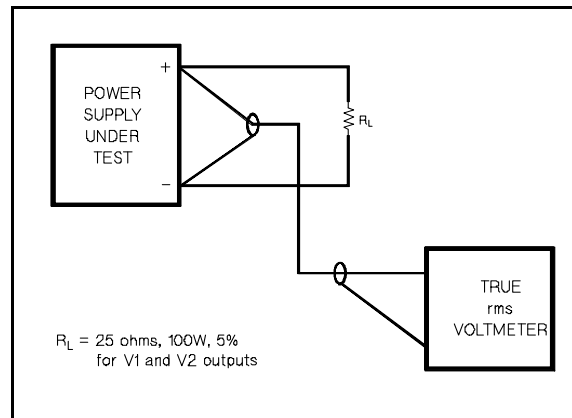 POWER
SUPPLY
UNDER
TEST
+
−
RL
TRUE
rms
VOLTMETER
RL = 25 ohms, 100W, 5%
for V1 and V2 outputs